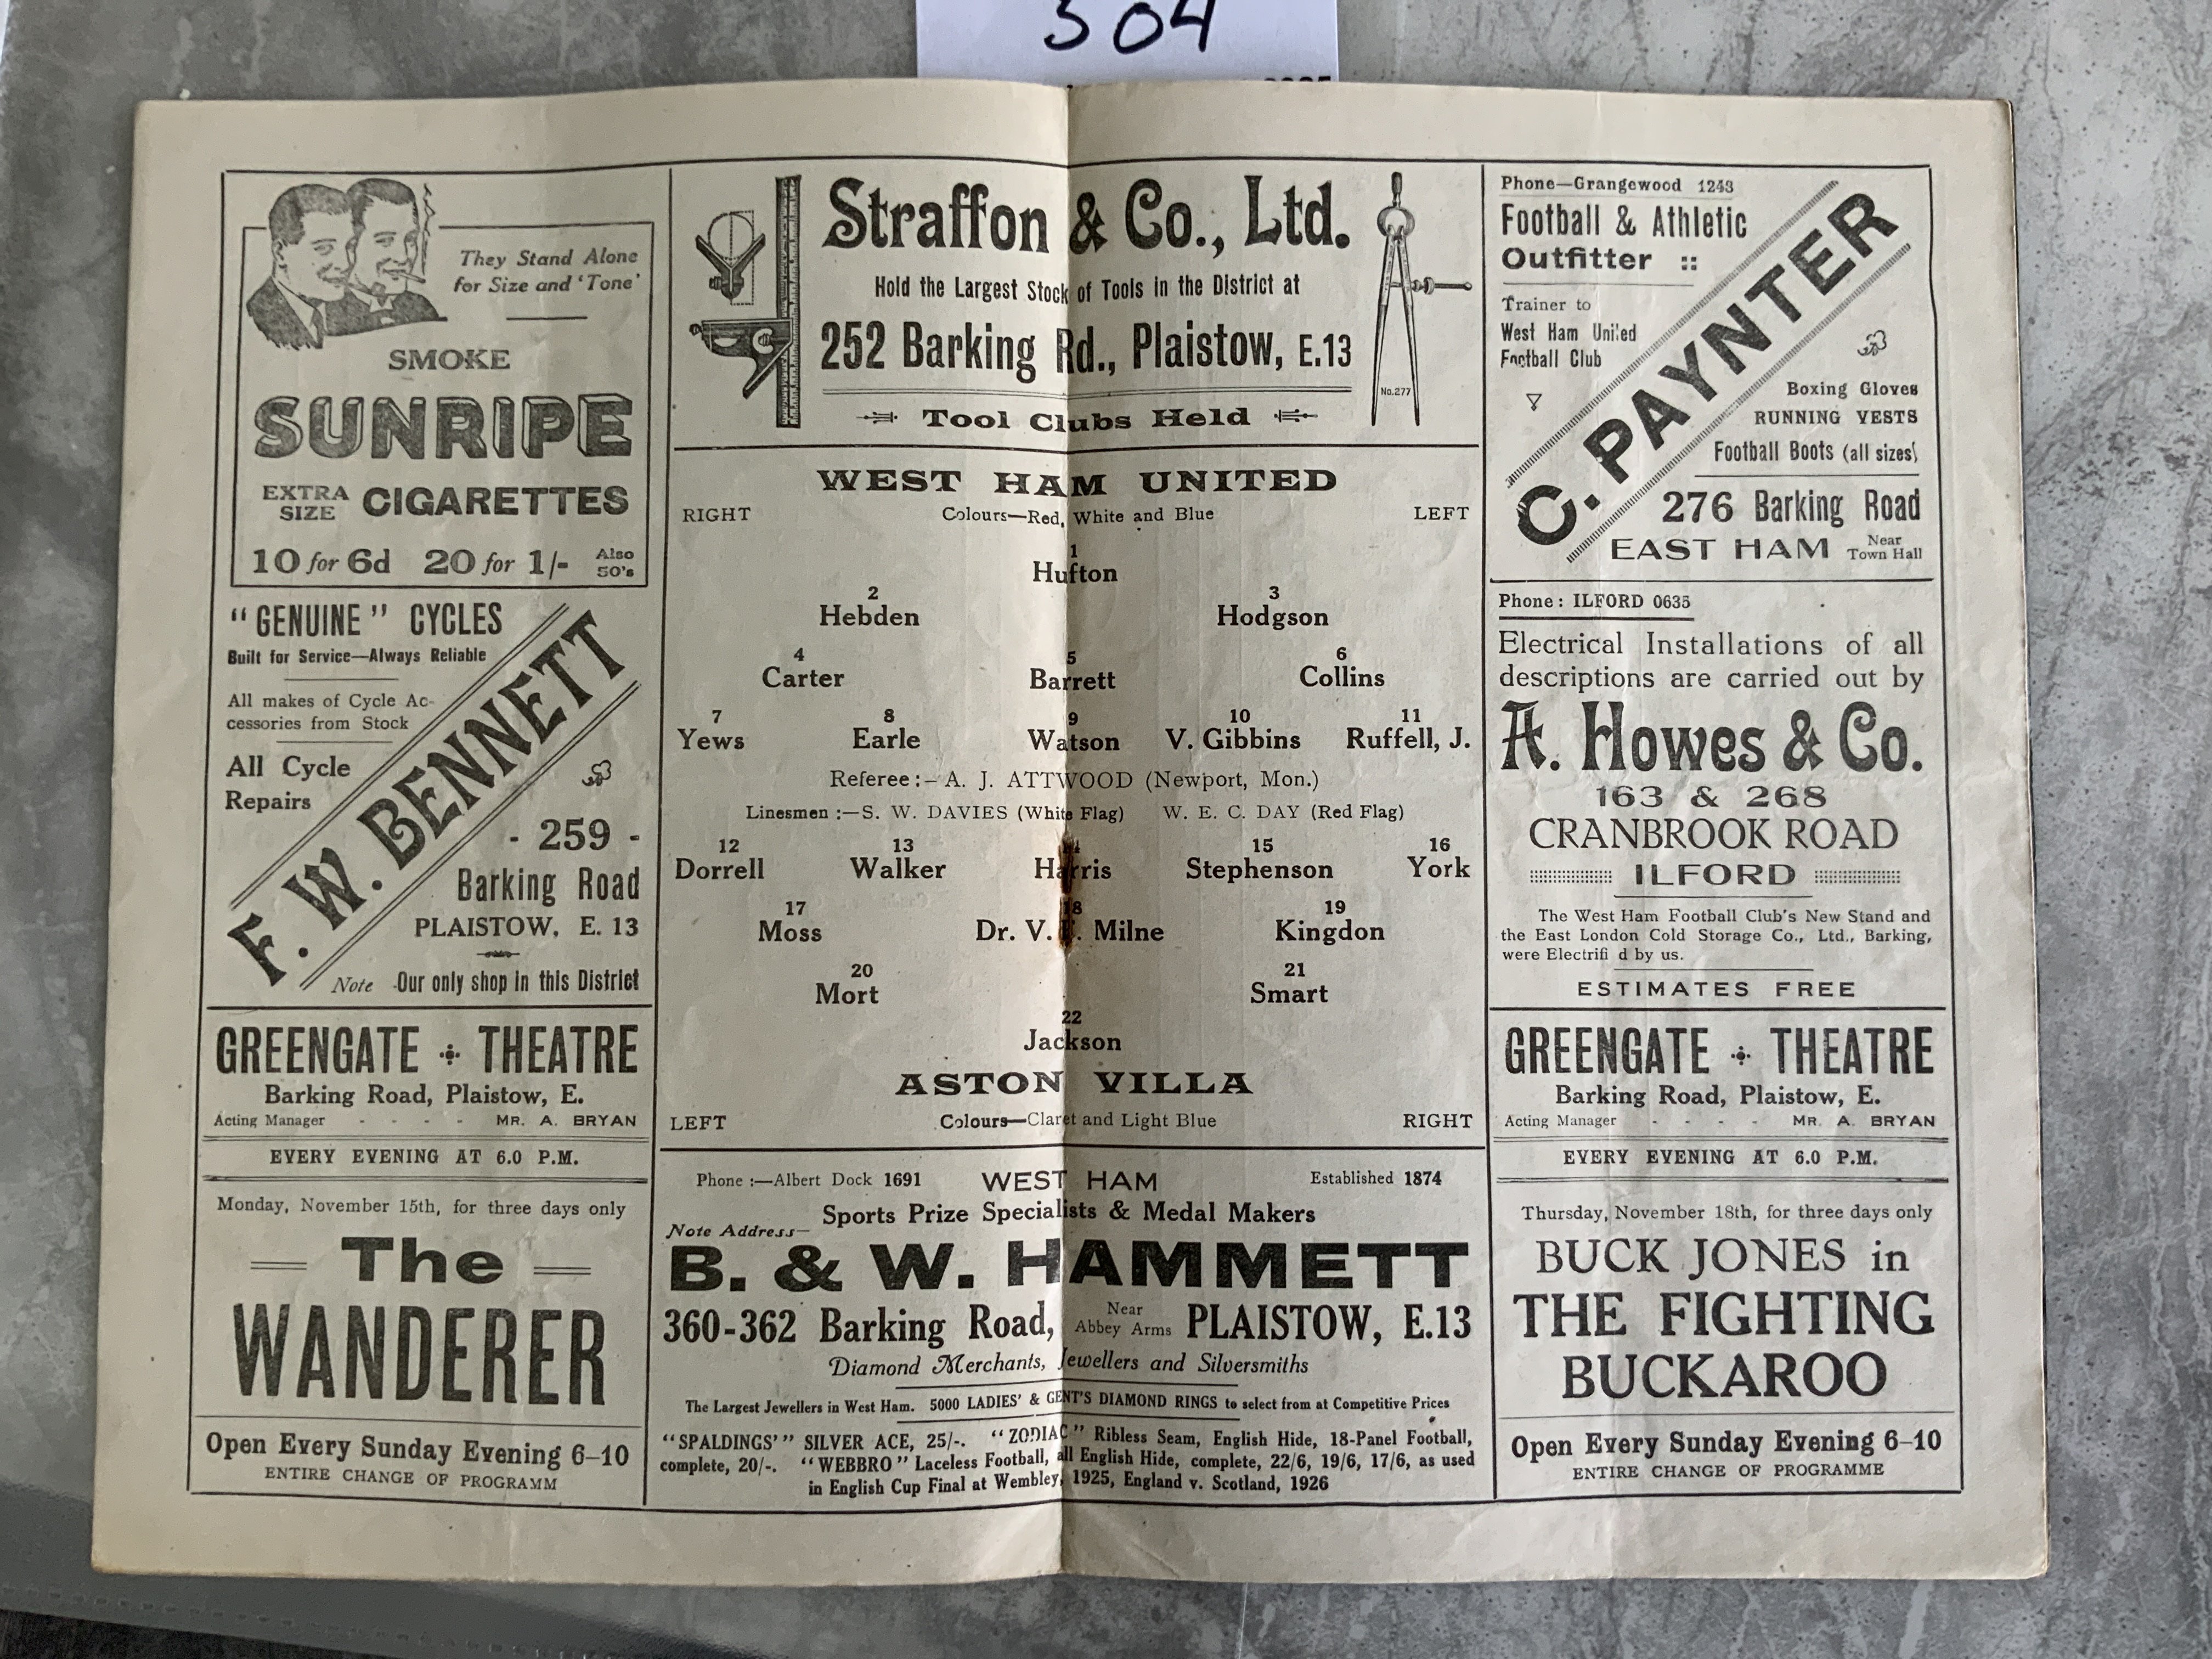 304
They Stand Alone
for Size and 'Tone'
SMOKE
SUNRIPE
EXTRA SIZE CIGARETTES
10 for 6d 20 for 1/- Also 50's
"GENUINE" CYCLES
Built for Service—Always Reliable
All makes of Cycle Ac-
cessories from Stock
All Cycle
Repairs
F. W. BENNETT
- 259 -
Barking Road
PLAISTOW, E. 13
Note Our only shop in this District
GREENGATE THEATRE
Barking Road, Plaistow, E.
Acting Manager - - - - MR. A. BRYAN
EVERY EVENING AT 6.0 P.M.
Monday, November 15th, for three days only
The
WANDERER
Open Every Sunday Evening 6–10
ENTIRE CHANGE OF PROGRAMM
Straffon & Co., Ltd.
Hold the Largest Stock of Tools in the District at
252 Barking Rd., Plaistow, E.13
Tool Clubs Held
No.277
WEST HAM UNITED
RIGHT Colours—Red, White and Blue LEFT
1
Hufton
2 3
Hebden Hodgson
4 5 6
Carter Barrett Collins
7 8 9 10 11
Yews Earle Watson V. Gibbins Ruffell, J.
Referee:– A. J. ATTWOOD (Newport, Mon.)
Linesmen :—S. W. DAVIES (White Flag) W. E. C. DAY (Red Flag)
12 13 15 16
Dorrell Walker Harris Stephenson York
17 18 19
Moss Dr. V. Milne Kingdon
20 21
Mort Smart
22
Jackson
ASTON VILLA
LEFT Colours—Claret and Light Blue RIGHT
Phone :—Albert Dock 1691 WEST HAM Established 1874
Sports Prize Specialists & Medal Makers
Note Address—
B. & W. HAMMETT
360-362 Barking Road, Near Abbey Arms PLAISTOW, E.13
Diamond Merchants, Jewellers and Silversmiths
The Largest Jewellers in West Ham. 5000 LADIES' & GENT'S DIAMOND RINGS to select from at Competitive Prices
"SPALDINGS'" SILVER ACE, 25/-. "ZODIAC" Ribless Seam, English Hide, 18-Panel Football,
complete, 20/-. "WEBBRO" Laceless Football, all English Hide, complete, 22/6, 19/6, 17/6, as used
in English Cup Final at Wembley, 1925, England v. Scotland, 1926
Phone—Grangewood 1243
Football & Athletic
Outfitter ::
Trainer to
West Ham United
Football Club
C. PAYNTER
Boxing Gloves
RUNNING VESTS
Football Boots (all sizes)
276 Barking Road
EAST HAM Near Town Hall
Phone: ILFORD 0635
Electrical Installations of all
descriptions are carried out by
A. Howes & Co.
163 & 268
CRANBROOK ROAD
ILFORD
The West Ham Football Club's New Stand and
the East London Cold Storage Co., Ltd., Barking,
were Electrifi d by us.
ESTIMATES FREE
GREENGATE THEATRE
Barking Road, Plaistow, E.
Acting Manager - - - - MR. A. BRYAN
EVERY EVENING AT 6.0 P.M.
Thursday, November 18th, for three days only
BUCK JONES in
THE FIGHTING
BUCKAROO
Open Every Sunday Evening 6–10
ENTIRE CHANGE OF PROGRAMME